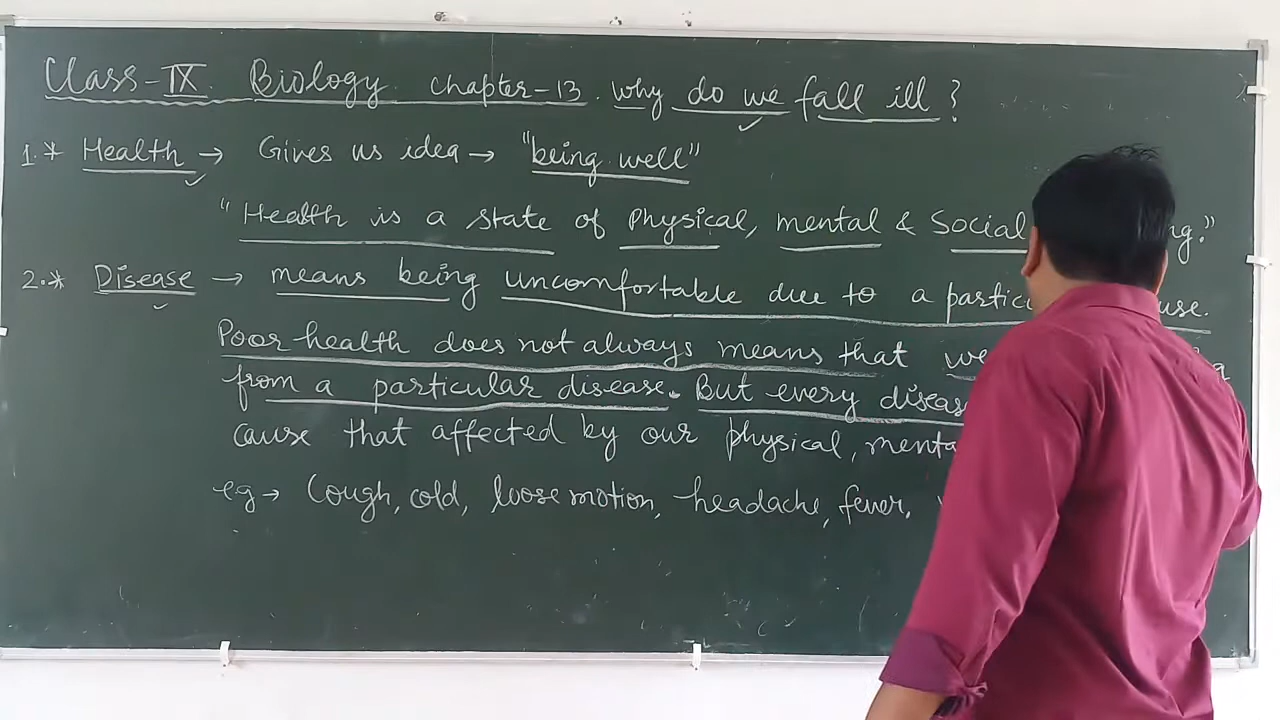 Class-IX. Biology. Chapter-13. Why do we fall ill?
1.* Health → Gives us idea → "being well"
"Health is a state of Physical, mental & Social
2.* Disease → means being uncomfortable due to a
Poor health does not always means that we
from a particular disease. But every disease
cause that affected by our physical,
eg → Cough, cold, loose motion, headache, fever,